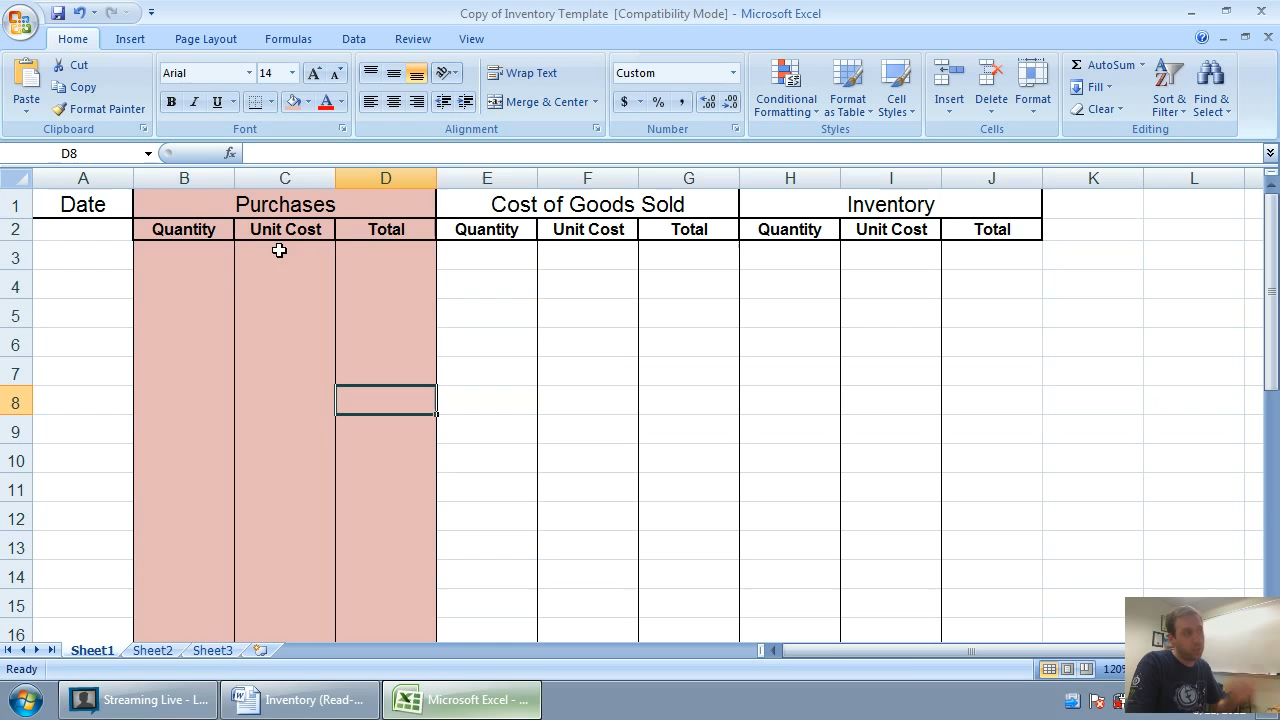 Copy of Inventory Template [Compatibility Mode] - Microsoft Excel
Home Insert Page Layout Formulas Data Review View
Paste
Cut
Copy
Format Painter
Clipboard
Arial 14
B I U A
Font
Wrap Text
Merge & Center
Alignment
Custom
$ % ,
Number
Conditional Formatting
Format as Table
Cell Styles
Styles
Insert Delete Format
Cells
Σ AutoSum
Fill
Clear
Sort & Filter
Find & Select
Editing
D8 fx
A B C D E F G H I J K L
1 Date Purchases Cost of Goods Sold Inventory
2 Quantity Unit Cost Total Quantity Unit Cost Total Quantity Unit Cost Total
3
4
5
6
7
8
9
10
11
12
13
14
15
16
Sheet1 Sheet2 Sheet3
Ready 120%
Streaming Live - L... Inventory (Read-... Microsoft Excel - ...